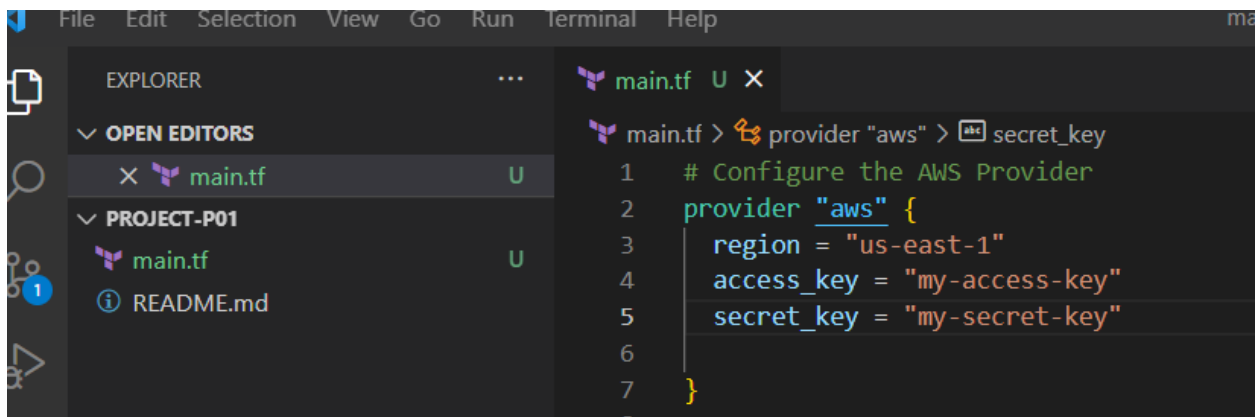 File Edit Selection View Go Run Terminal Help
EXPLORER ...
OPEN EDITORS
main.tf U
PROJECT-P01
main.tf U
README.md
1
main.tf U
main.tf > provider "aws" > abc secret_key
1 # Configure the AWS Provider
2 provider "aws" {
3 region = "us-east-1"
4 access_key = "my-access-key"
5 secret_key = "my-secret-key"
6
7 }